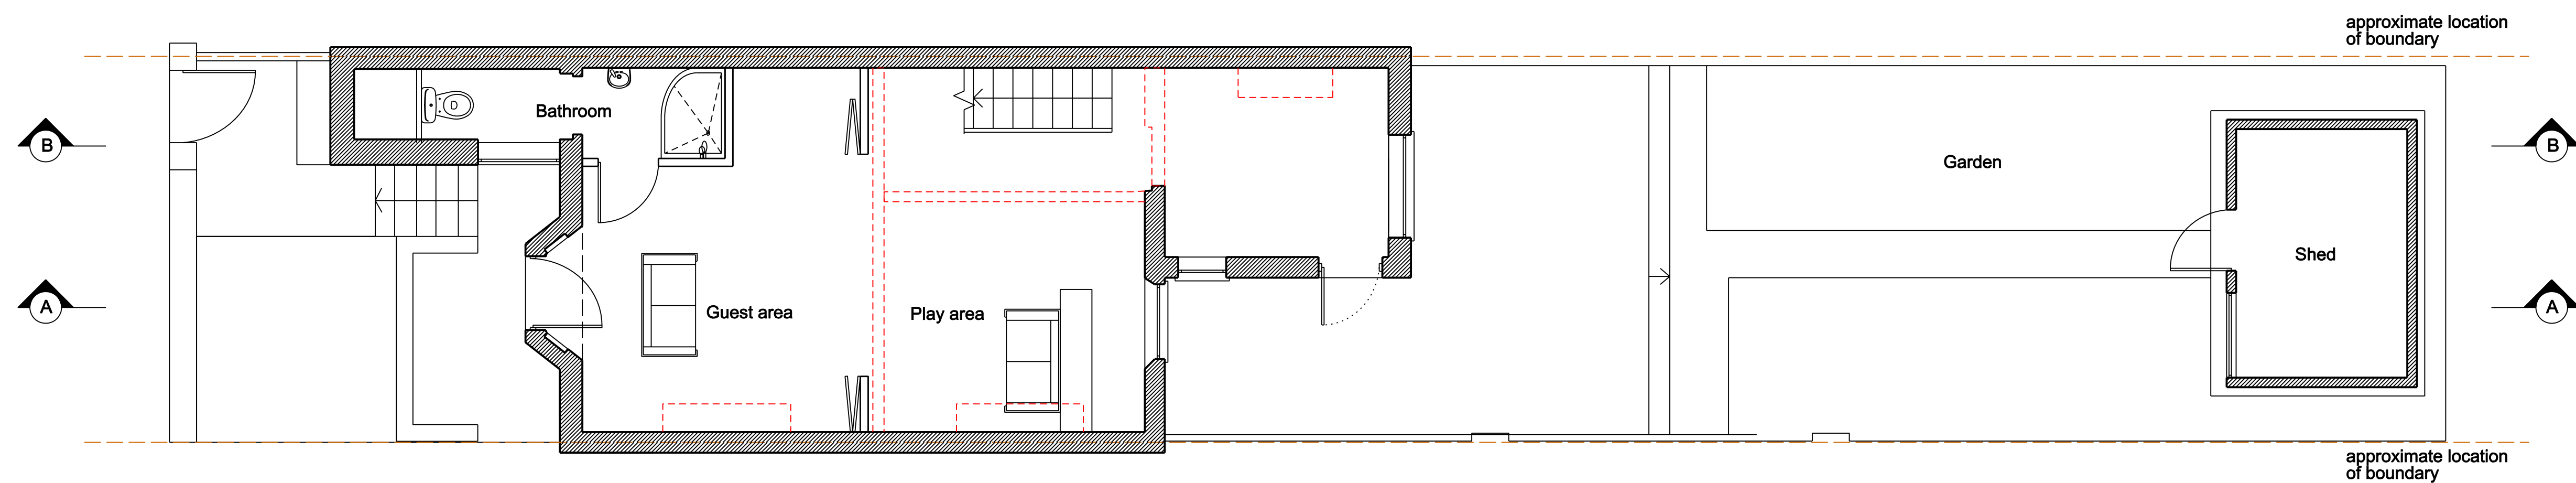 approximate location
of boundary
Bathroom
B
B
Garden
Shed
A
Guest area
Play area
A
approximate location
of boundary